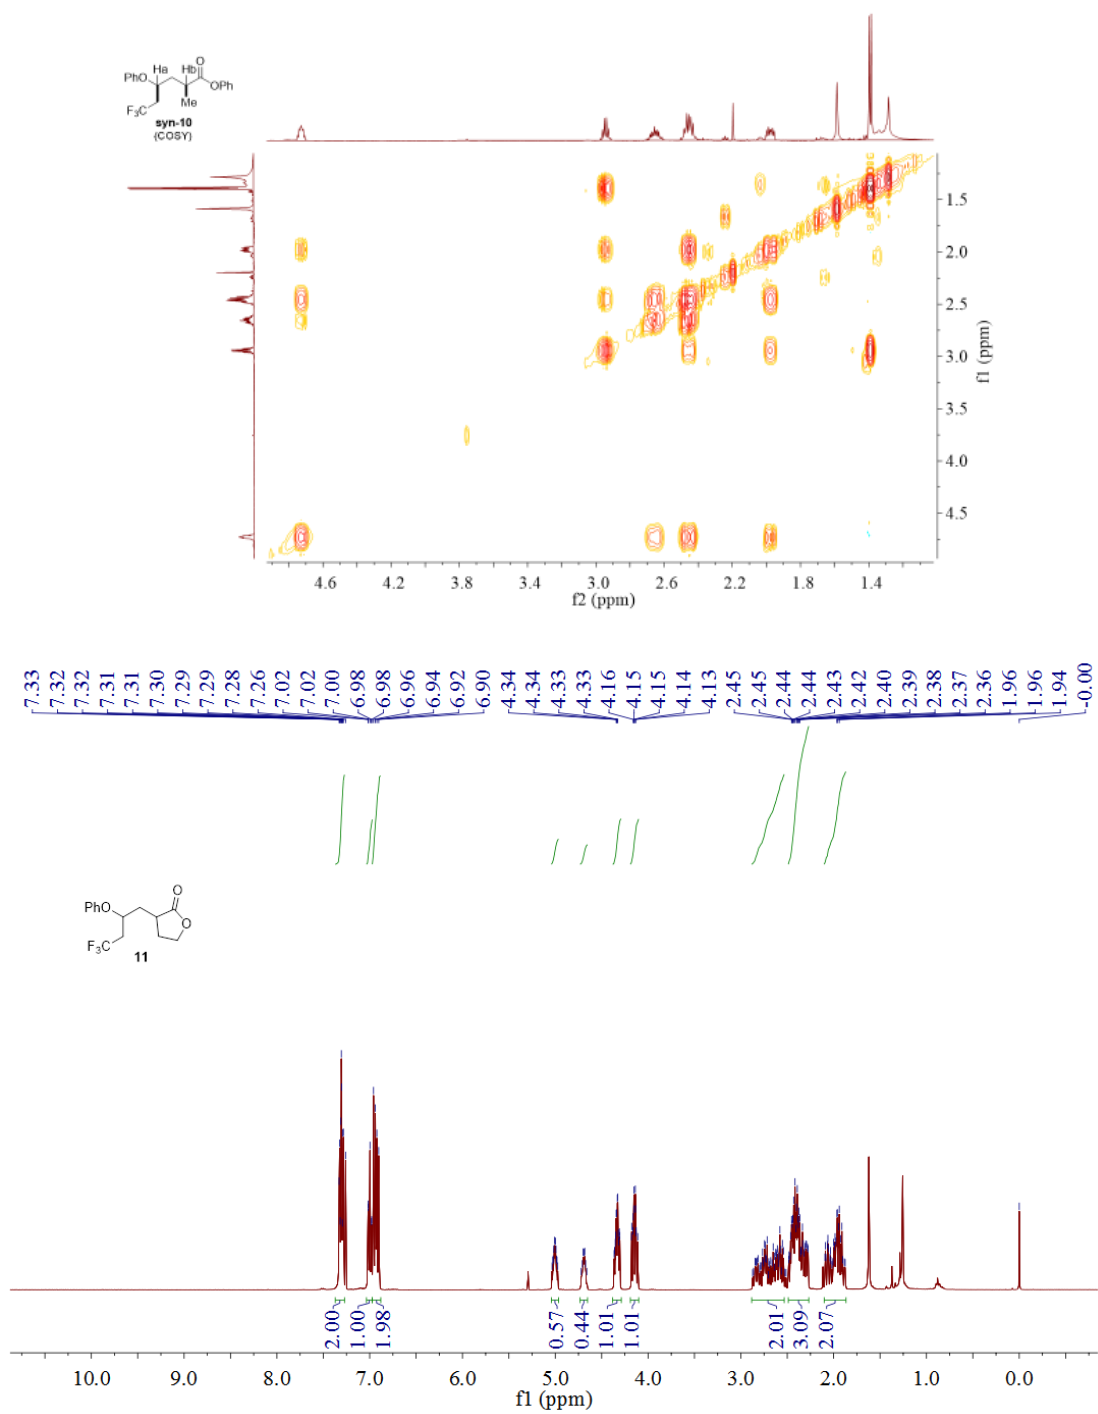 Ha Hb O
PhO OPh
F3C Me
syn-10
(COSY)
1.5
2.0
2.5
3.0
3.5
4.0
4.5
f1 (ppm)
4.6 4.2 3.8 3.4 3.0 2.6 2.2 1.8 1.4
f2 (ppm)
7.33 7.32 7.32 7.31 7.31 7.30 7.29 7.29 7.28 7.26 7.02 7.02 7.00 6.98 6.98 6.96 6.94 6.92 6.90 4.34 4.34 4.33 4.33 4.16 4.15 4.15 4.14 4.13 2.45 2.45 2.44 2.44 2.43 2.42 2.40 2.39 2.38 2.37 2.36 1.96 1.96 1.94 -0.00
O
PhO O
F3C
11
2.00 1.00 1.98 0.57 0.44 1.01 1.01 2.01 3.09 2.07
10.0 9.0 8.0 7.0 6.0 5.0 4.0 3.0 2.0 1.0 0.0
f1 (ppm)